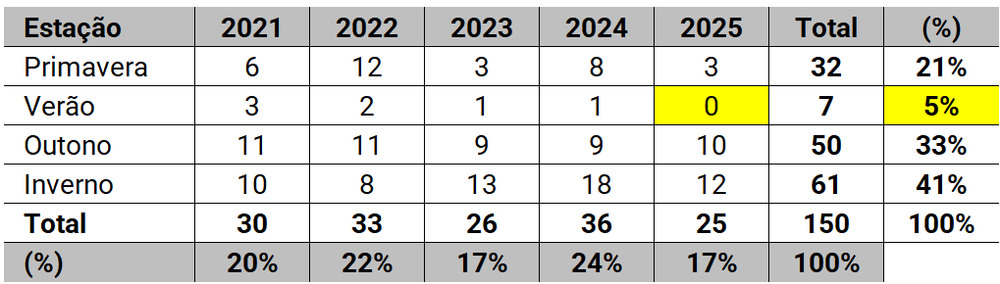 Estação 2021 2022 2023 2024 2025 Total (%)
Primavera 6 12 3 8 3 32 21%
Verão 3 2 1 1 0 7 5%
Outono 11 11 9 9 10 50 33%
Inverno 10 8 13 18 12 61 41%
Total 30 33 26 36 25 150 100%
(%) 20% 22% 17% 24% 17% 100%